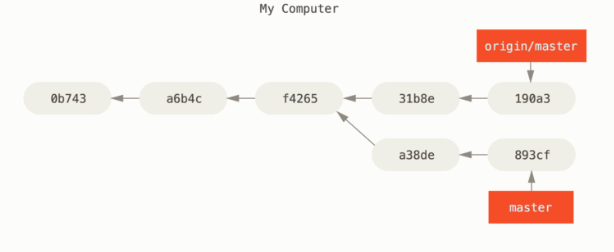 My Computer
origin/master
0b743
a6b4c
f4265
31b8e
190a3
a38de
893cf
master